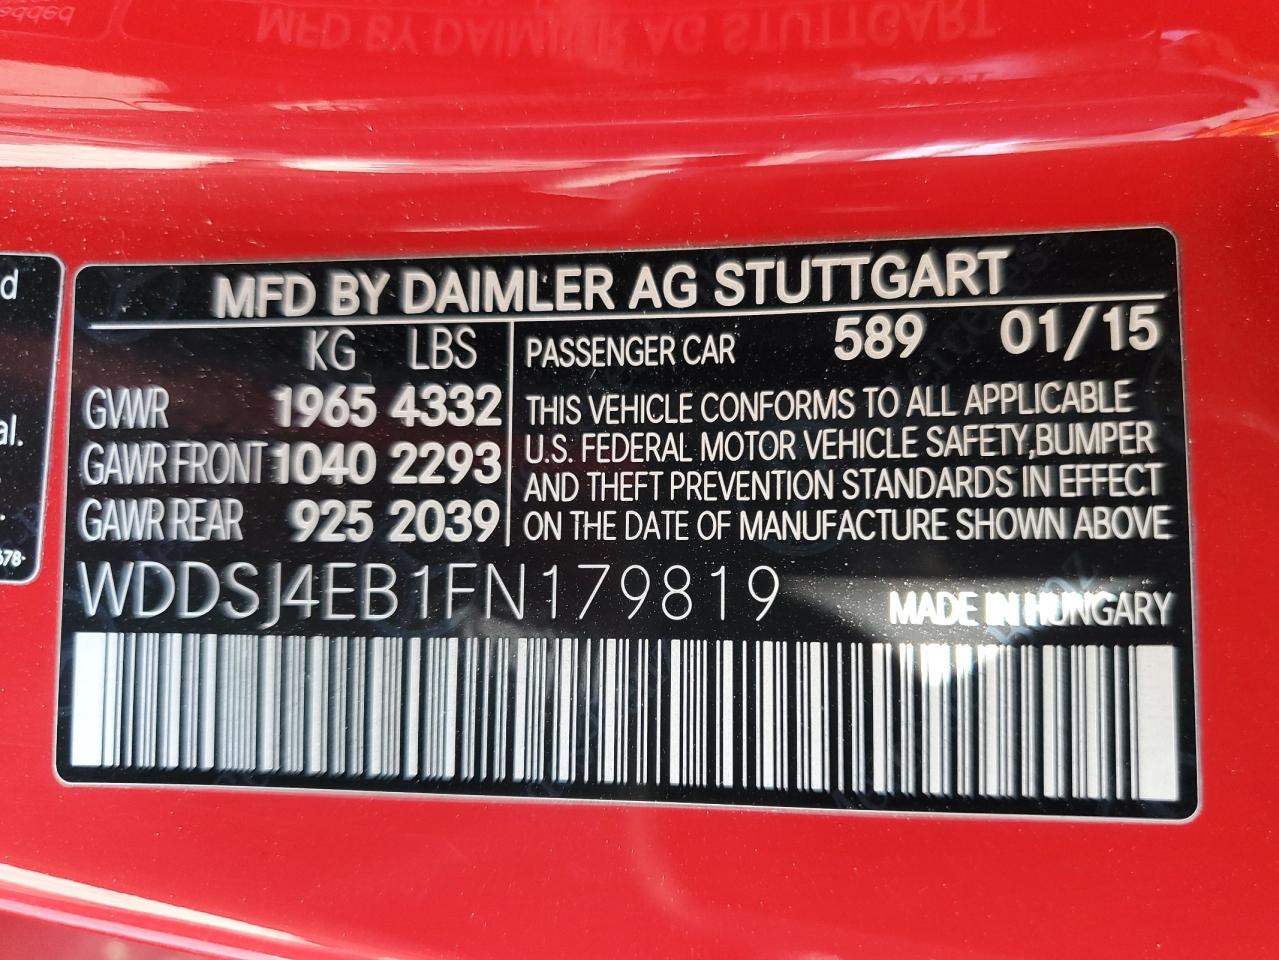 MFD BY DAIMLER AG STUTTGART
KG LBS
GVWR 1965 4332
GAWR FRONT 1040 2293
GAWR REAR 925 2039
PASSENGER CAR 589 01/15
THIS VEHICLE CONFORMS TO ALL APPLICABLE
U.S. FEDERAL MOTOR VEHICLE SAFETY,BUMPER
AND THEFT PREVENTION STANDARDS IN EFFECT
ON THE DATE OF MANUFACTURE SHOWN ABOVE
WDDSJ4EB1FN179819
MADE IN HUNGARY